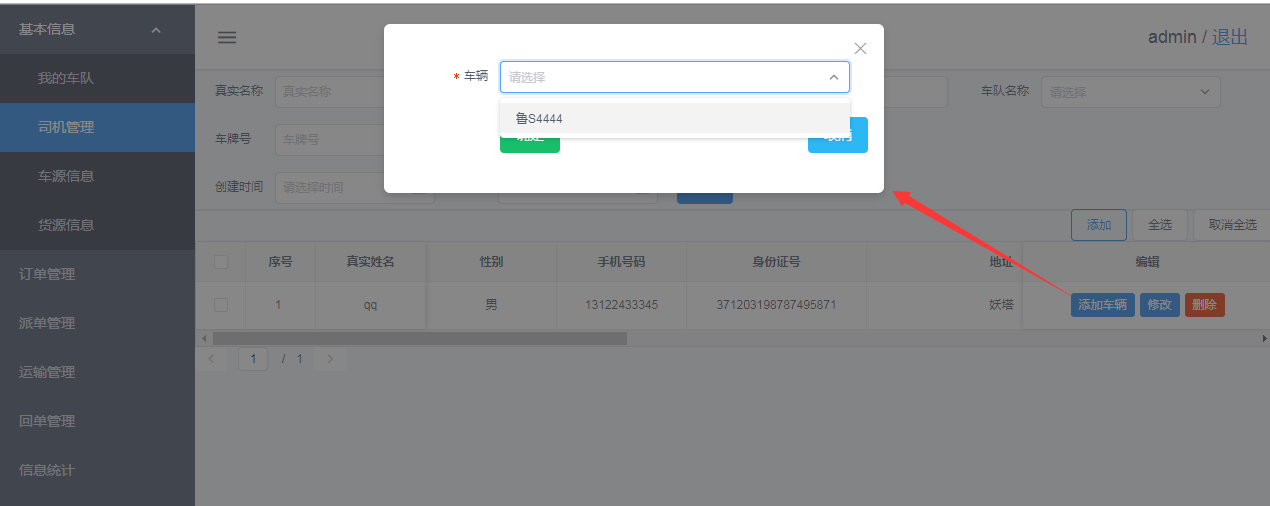 基本信息
我的车队
司机管理
车源信息
货源信息
订单管理
派单管理
运输管理
回单管理
信息统计
admin / 退出
* 车辆 请选择
鲁S4444
真实名称 真实名称 车队名称 请选择
车牌号 车牌号
创建时间 请选择时间
添加 全选 取消全选
序号 真实姓名 性别 手机号码 身份证号 地址 编辑
1 qq 男 13122433345 371203198787495871 妖塔 添加车辆 修改 删除
1 / 1